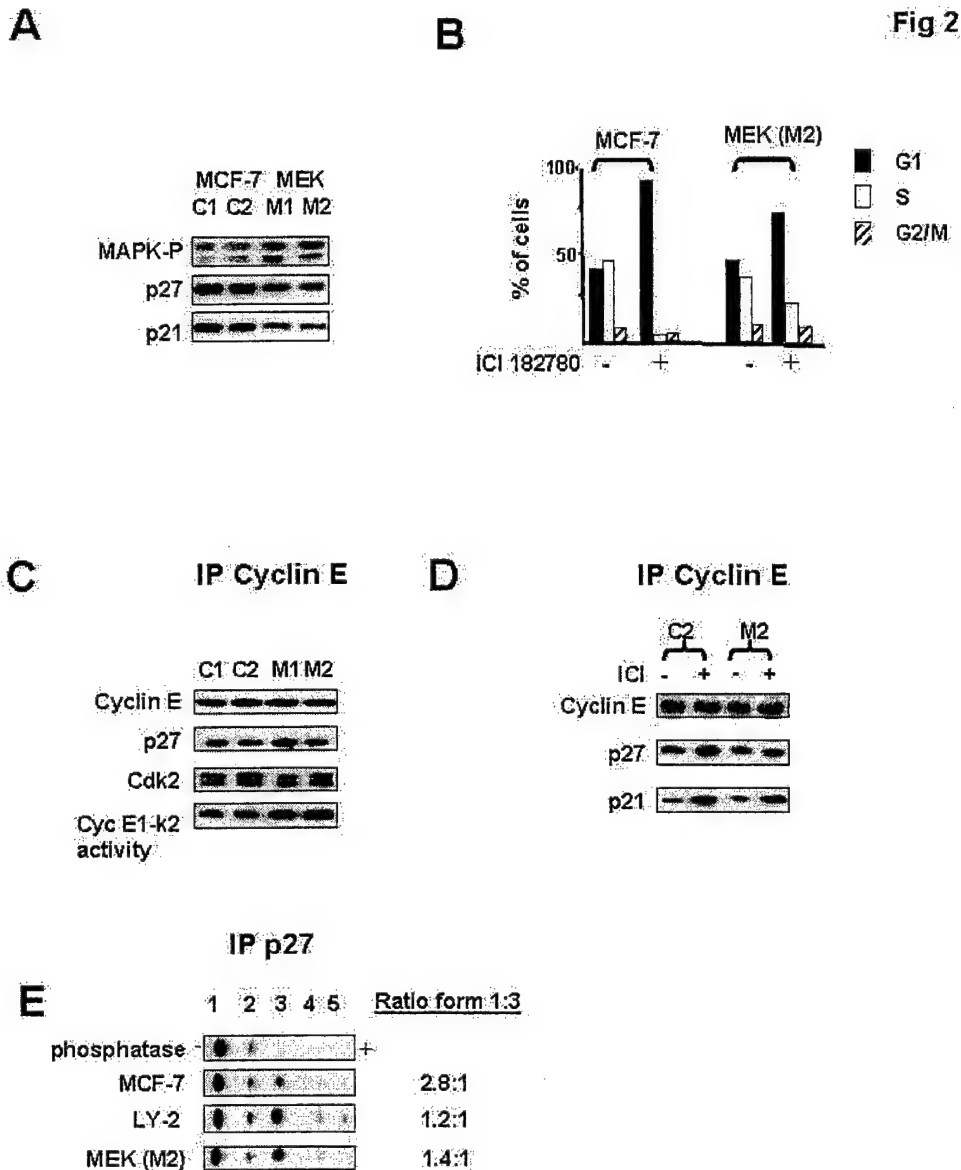 Fig 2
A
MCF-7 MEK
C1 C2 M1 M2
MAPK-P
p27
p21
B
MCF-7 MEK (M2)
100
50
% of cells
G1
S
G2/M
ICI 182780 - + - +
C
IP Cyclin E
C1 C2 M1 M2
Cyclin E
p27
Cdk2
Cyc E1-k2
activity
D
IP Cyclin E
C2 M2
ICI - + - +
Cyclin E
p27
p21
E
IP p27
1 2 3 4 5 Ratio form 1:3
phosphatase - +
MCF-7 2.8:1
LY-2 1.2:1
MEK (M2) 1.4:1